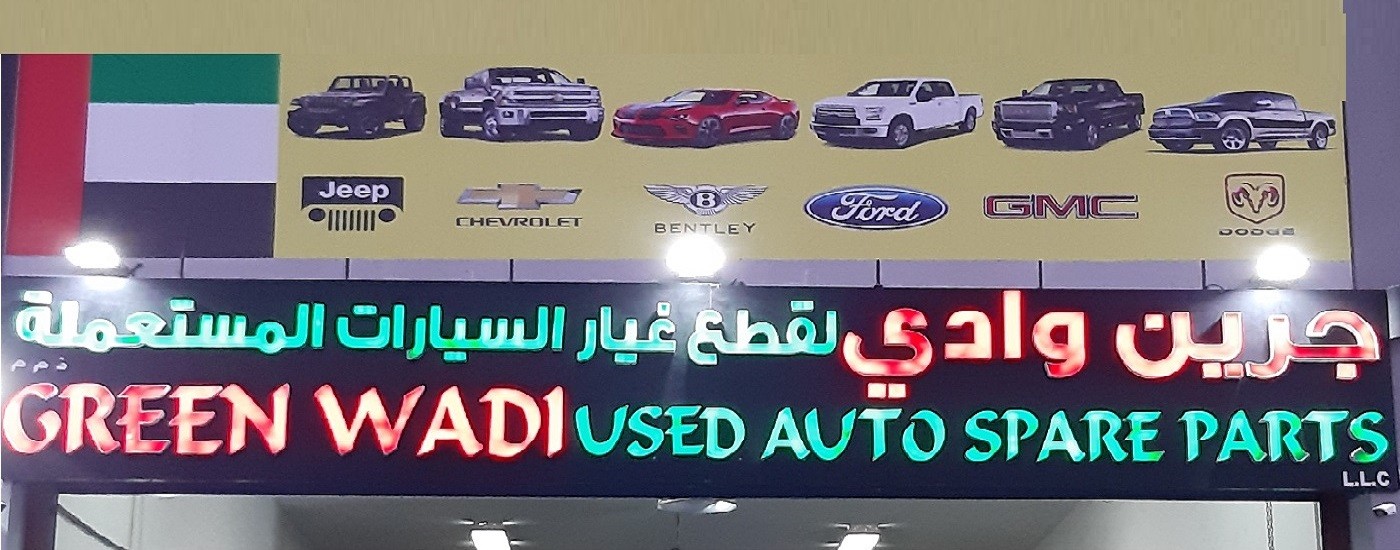 Jeep
CHEVROLET
B
BENTLEY
Ford
GMC
DODGE
جرين وادي لقطع غيار السيارات المستعملة
ذ م م
GREEN WADI USED AUTO SPARE PARTS
L.L.C